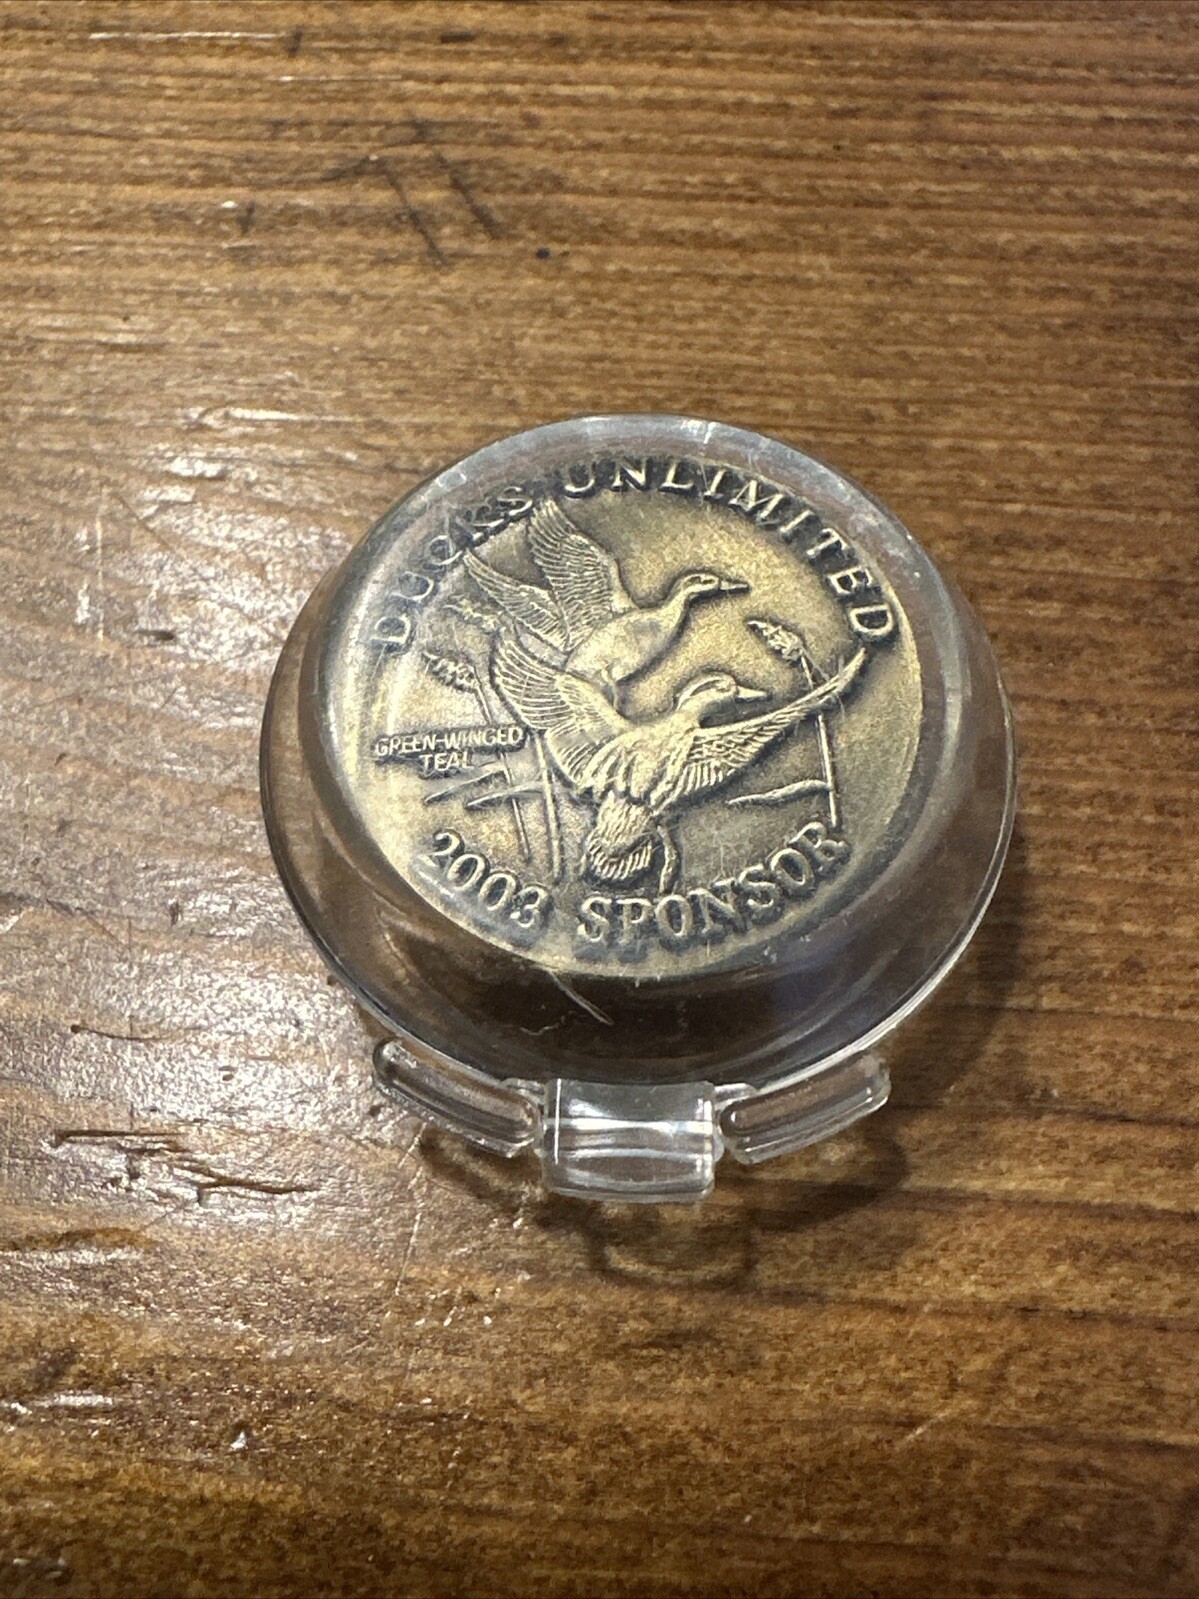 DUCKS UNLIMITED
GREEN-WINGED
TEAL
2003 SPONSOR